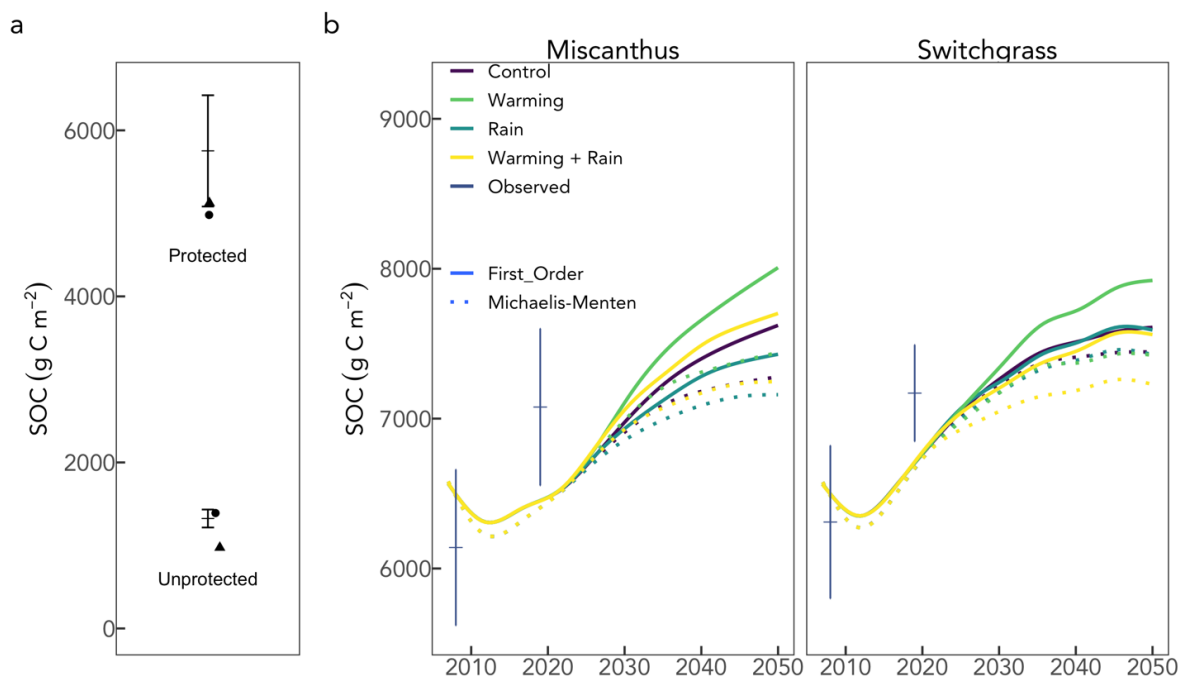 a
b
Miscanthus
Switchgrass
SOC (g C m⁻²)
6000
4000
2000
0
Protected
Unprotected
SOC (g C m⁻²)
9000
8000
7000
6000
Control
Warming
Rain
Warming + Rain
Observed
First_Order
Michaelis-Menten
2010 2020 2030 2040 2050
2010 2020 2030 2040 2050